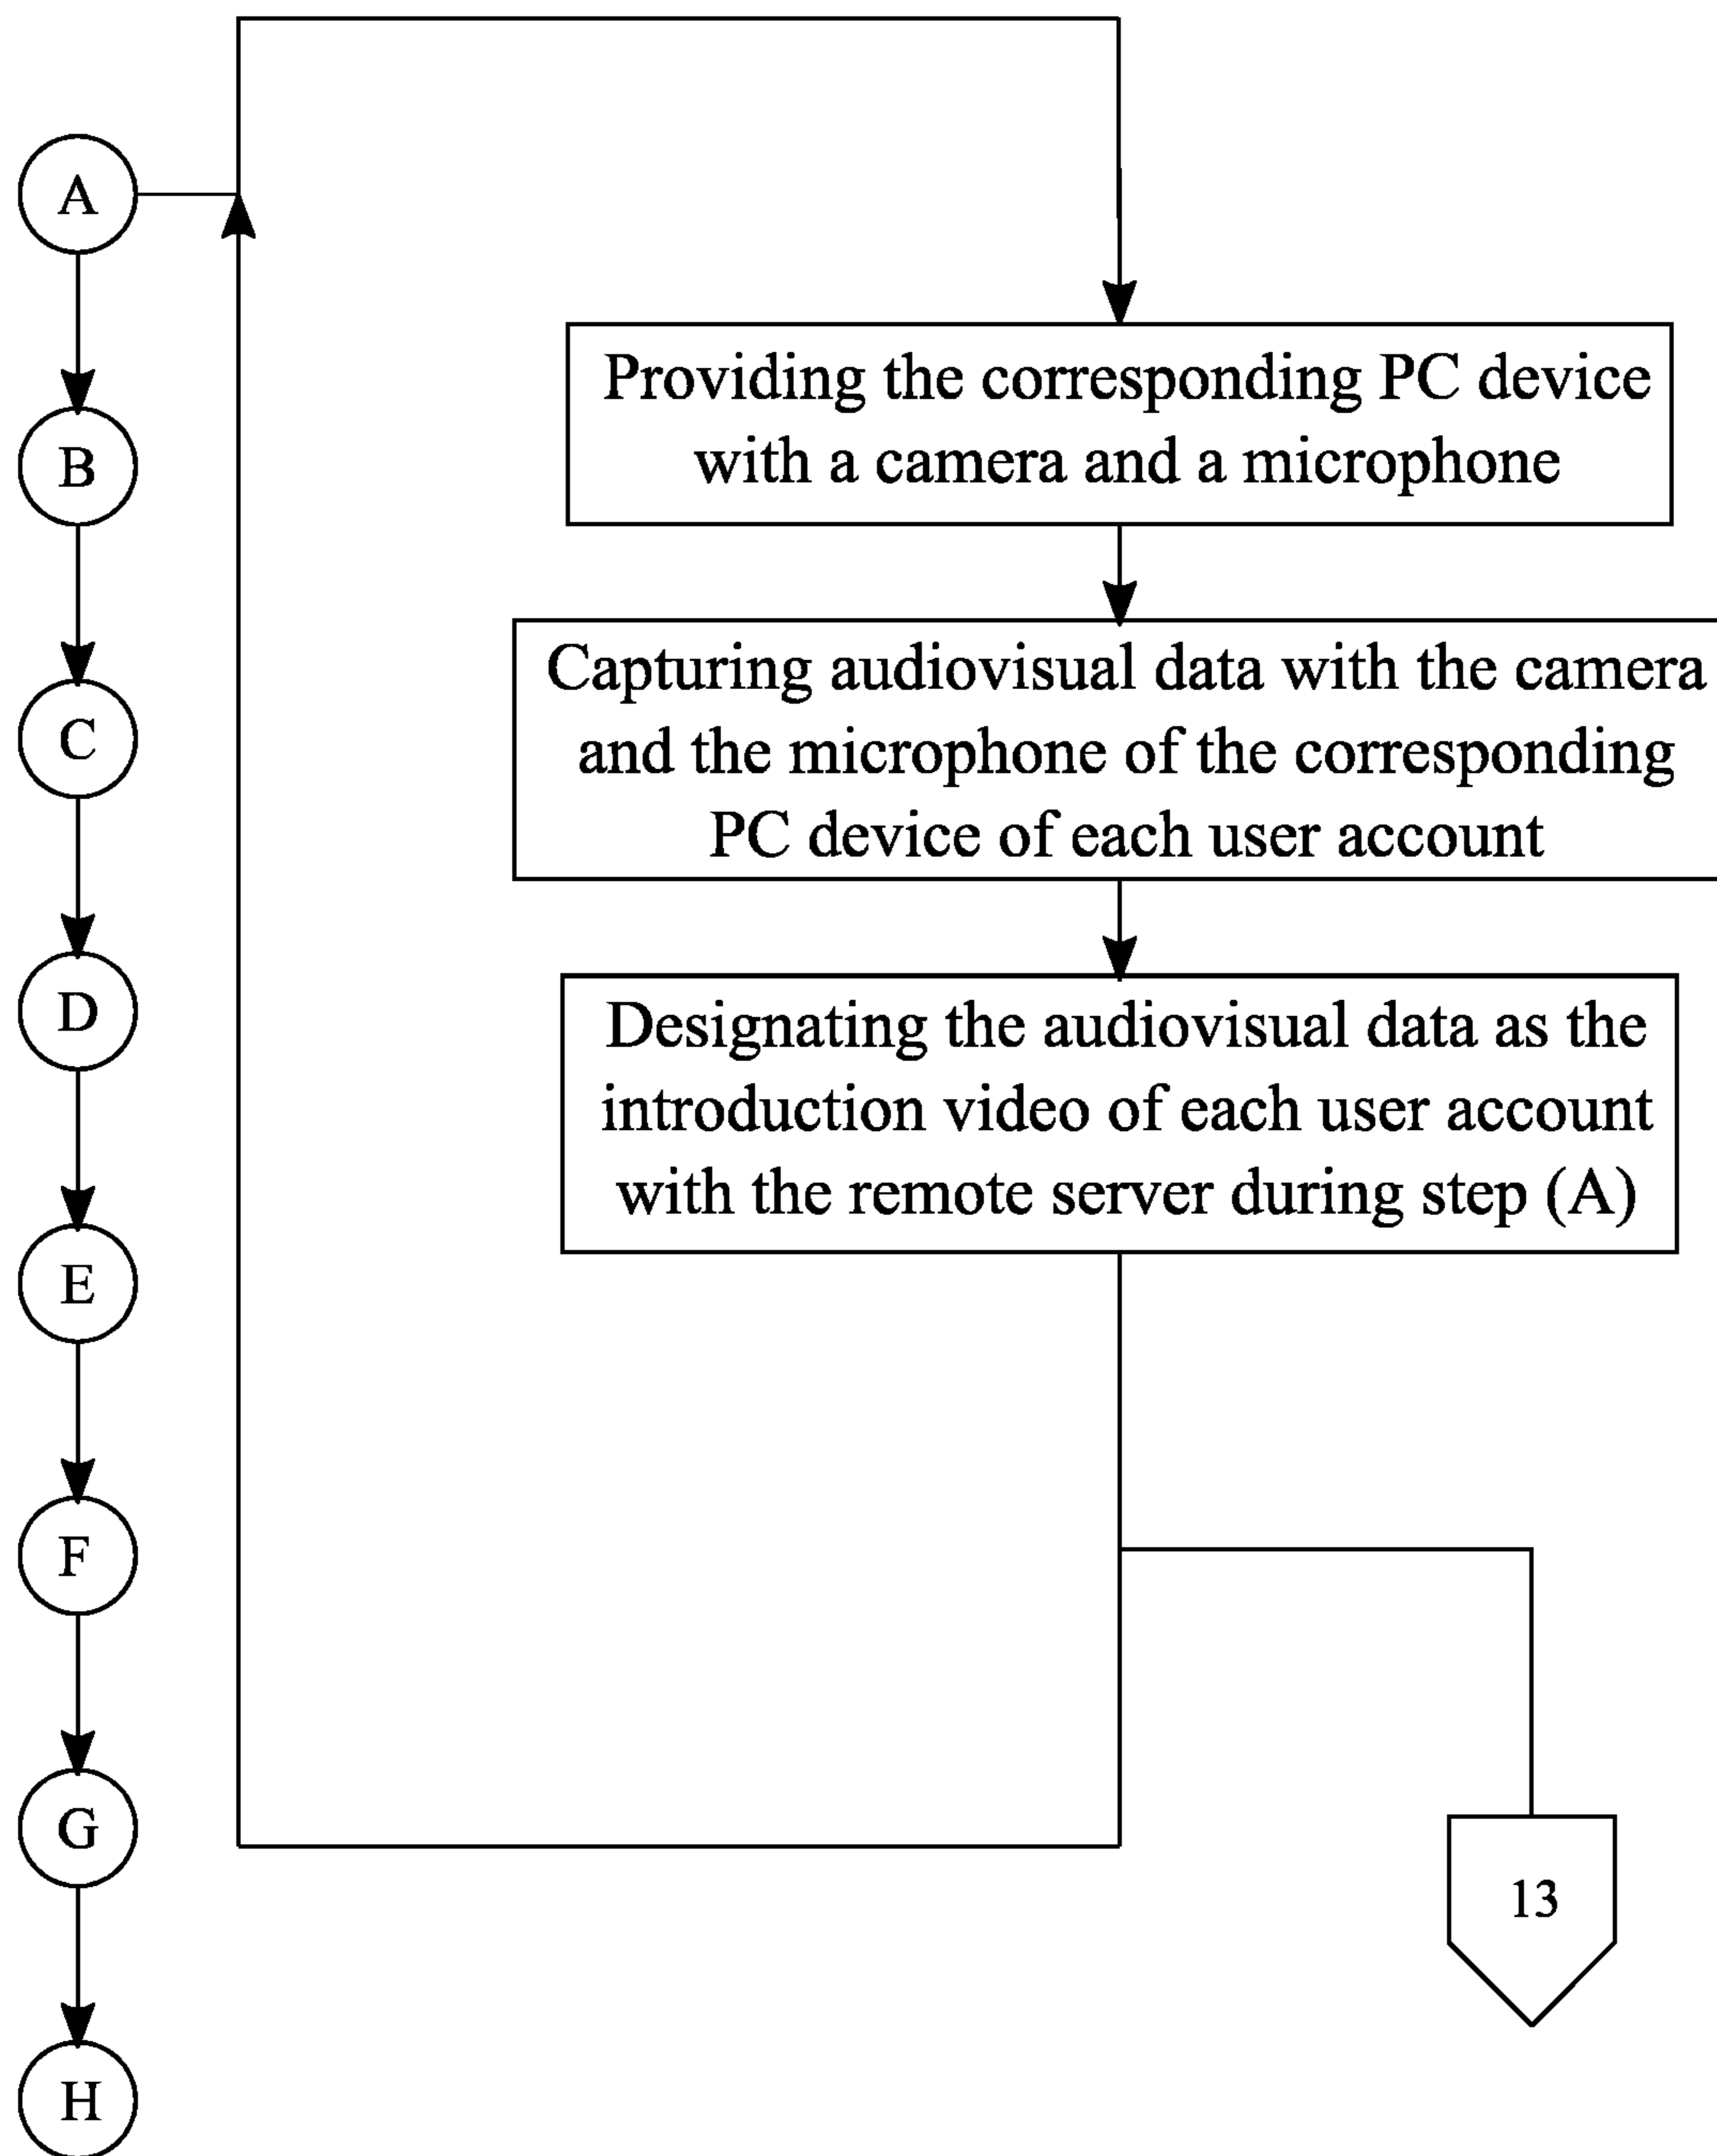 A
B
C
D
E
F
G
H
Providing the corresponding PC device
with a camera and a microphone
Capturing audiovisual data with the camera
and the microphone of the corresponding
PC device of each user account
Designating the audiovisual data as the
introduction video of each user account
with the remote server during step (A)
13